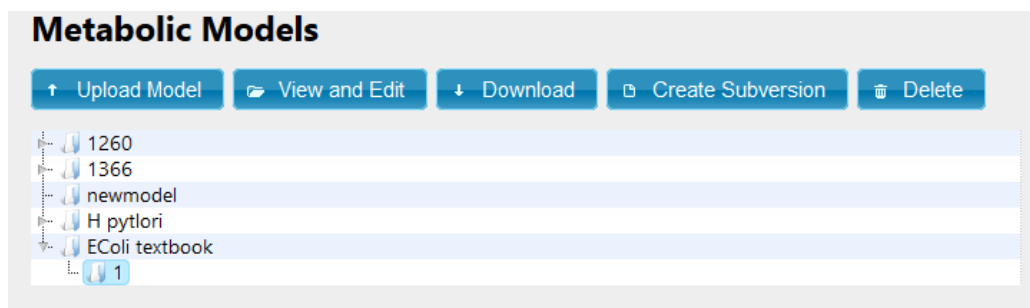 Metabolic Models
Upload Model View and Edit Download Create Subversion Delete
1260
1366
newmodel
H pytlori
EColi textbook
1